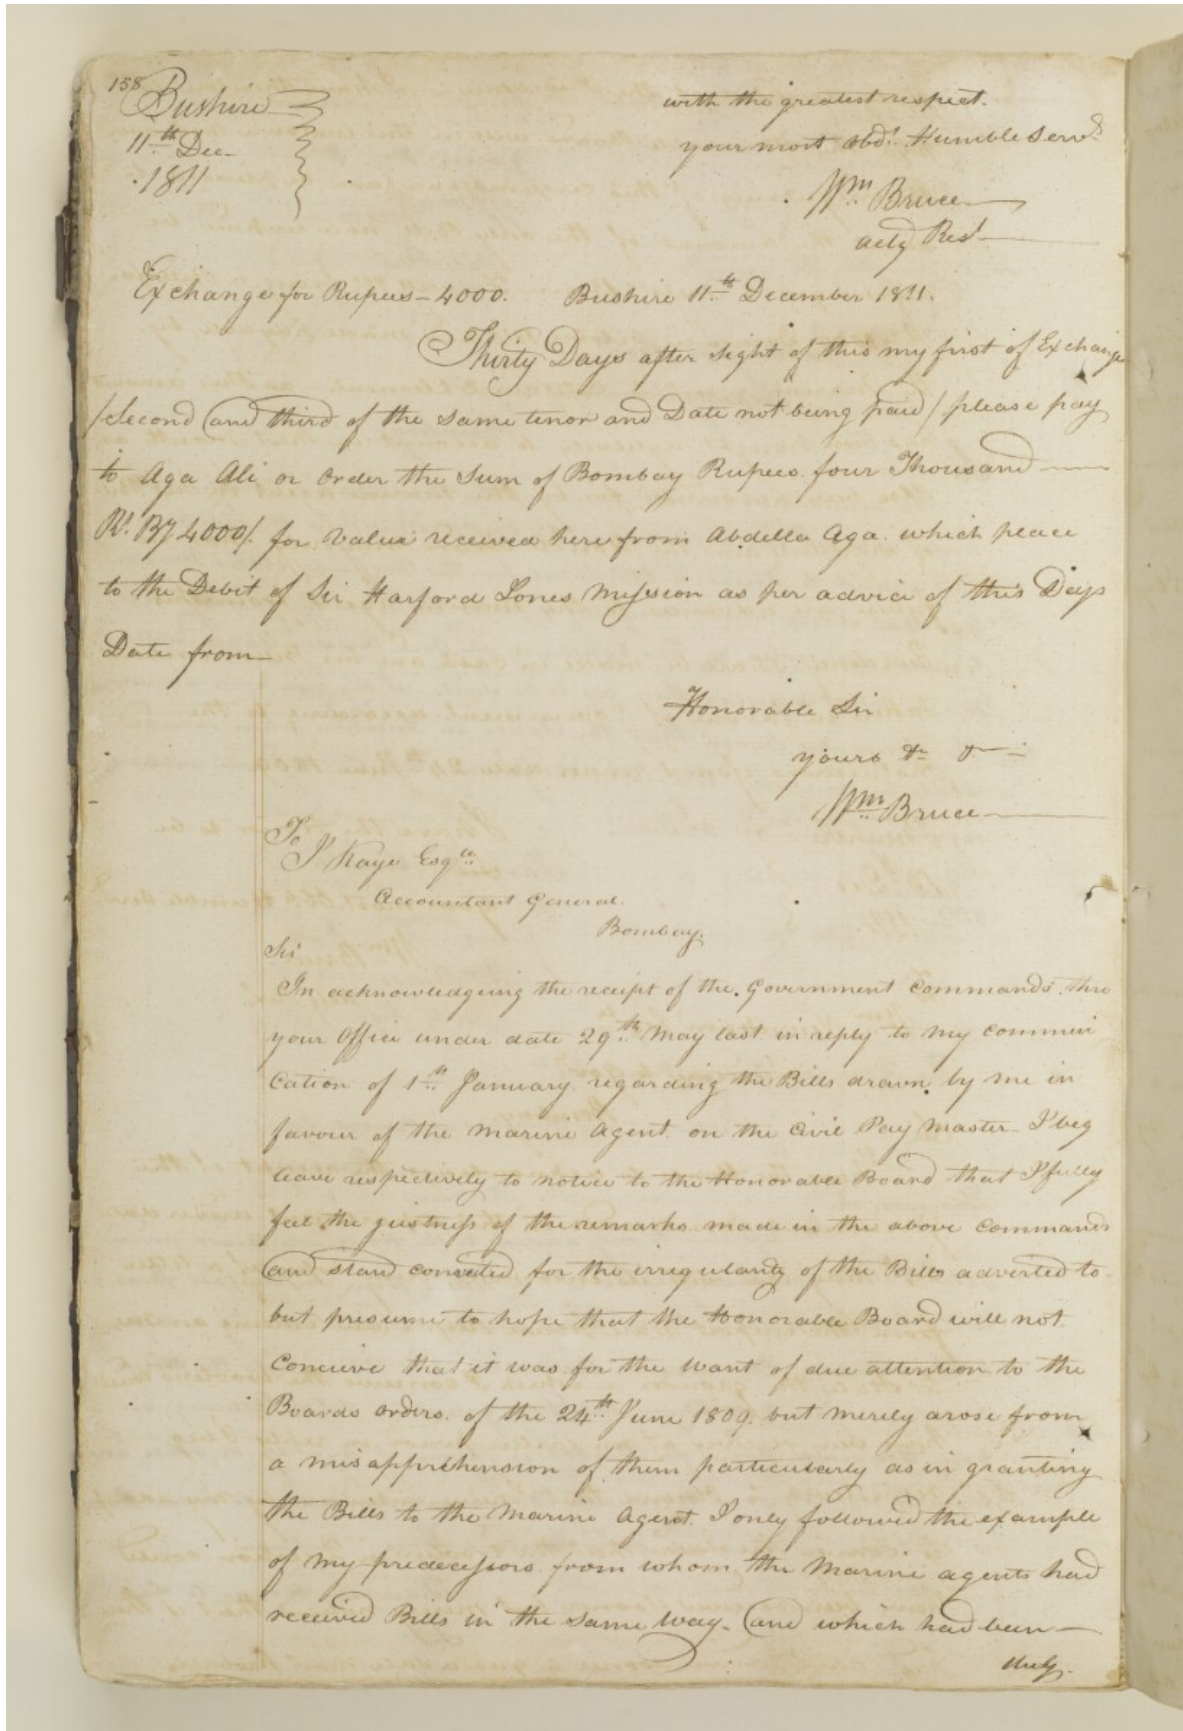 158
Bushire
11th Dec
1811
with the greatest respect.
your most obdt. Humble Servt
Wm Bruce
actg Rest
Exchange for Rupees - 4000. Bushire 11th December 1811.
Thirty Days after sight of this my first of Exchange
/Second and third of the same tenor and Date not being paid/ please pay
to Aga Ali or order the Sum of Bombay Rupees four Thousand
Rs. By 4000/. for value received here from Abdella Aga. which place
to the Debit of Sir Harford Jones Mission as per advice of this Days
Date from
Honorable Sir
yours &c &c
Wm Bruce
To
J Kaye Esqre
Accountant General.
Bombay.
Sir
In acknowledgeing the receipt of the Government Commands thro
your Office under date 29th May last in reply to my Commini
cation of 1st January regarding the Bills drawn by me in
favour of the Marine Agent on the Civil Pay Master I beg
leave respectively to notice to the Honorable Board that I fully
feel the justness of the remarks made in the above Commands
and stand convicted for the irregularity of the Bills adverted to
but presume to hope that the Honorable Board will not
Concieve that it was for the want of due attention to the
Boards orders of the 24th June 1809. but merely arose from
a misapprehension of them particularly as in granting
the Bills to the Marine Agent I only followed the example
of my predecessors from whom the Marine agents had
received Bills in the same way. and which had been